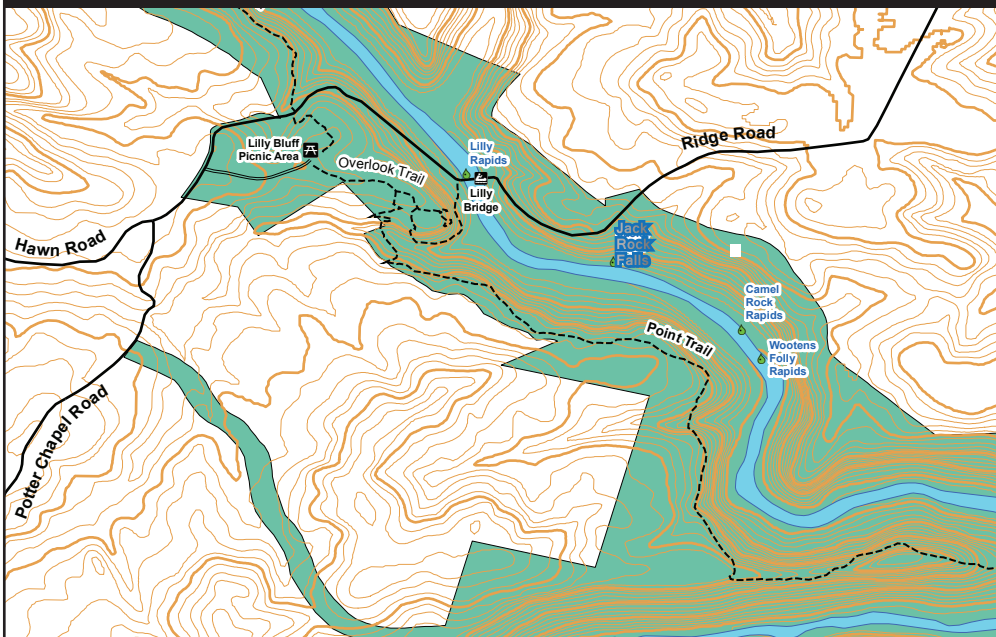 Lilly Bluff
Picnic Area
Overlook Trail
Lilly
Rapids
Lilly
Bridge
Ridge Road
Hawn Road
Jack
Rock
Falls
Camel
Rock
Rapids
Point Trail
Wootens
Folly
Rapids
Potter Chapel Road